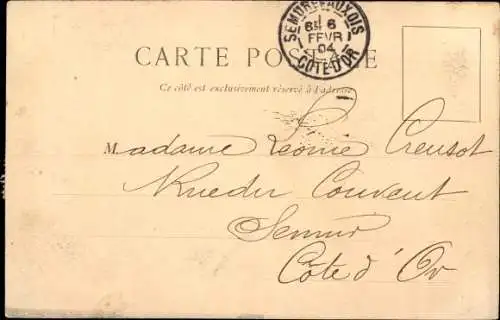 SEMUR-EN-AUXOIS
6
FEVR
04
COTE-D'OR
CARTE POSTALE
Ce côté est exclusivement réservé à l'adresse
Madame Léonie Creusot
Rue du Couvent
Semur
Côte d'Or